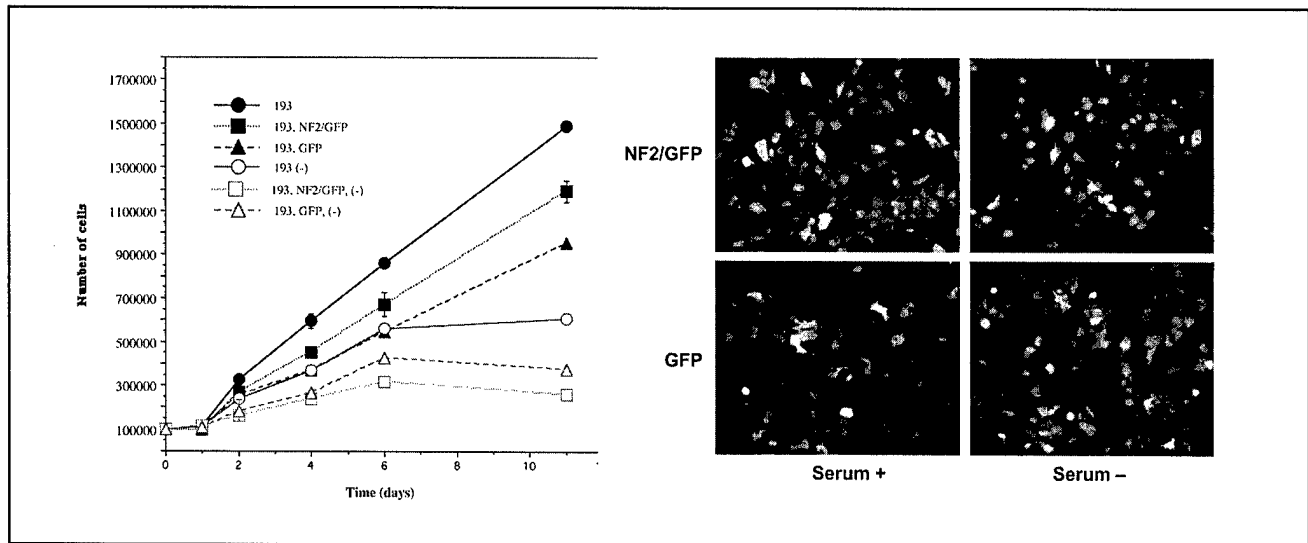 1700000
1500000
1300000
1100000
900000
700000
500000
300000
100000
Number of cells
193
193, NF2/GFP
193, GFP
193 (-)
193, NF2/GFP, (-)
193, GFP, (-)
0
2
4
6
8
10
1
Time (days)
NF2/GFP
GFP
Serum +
Serum –